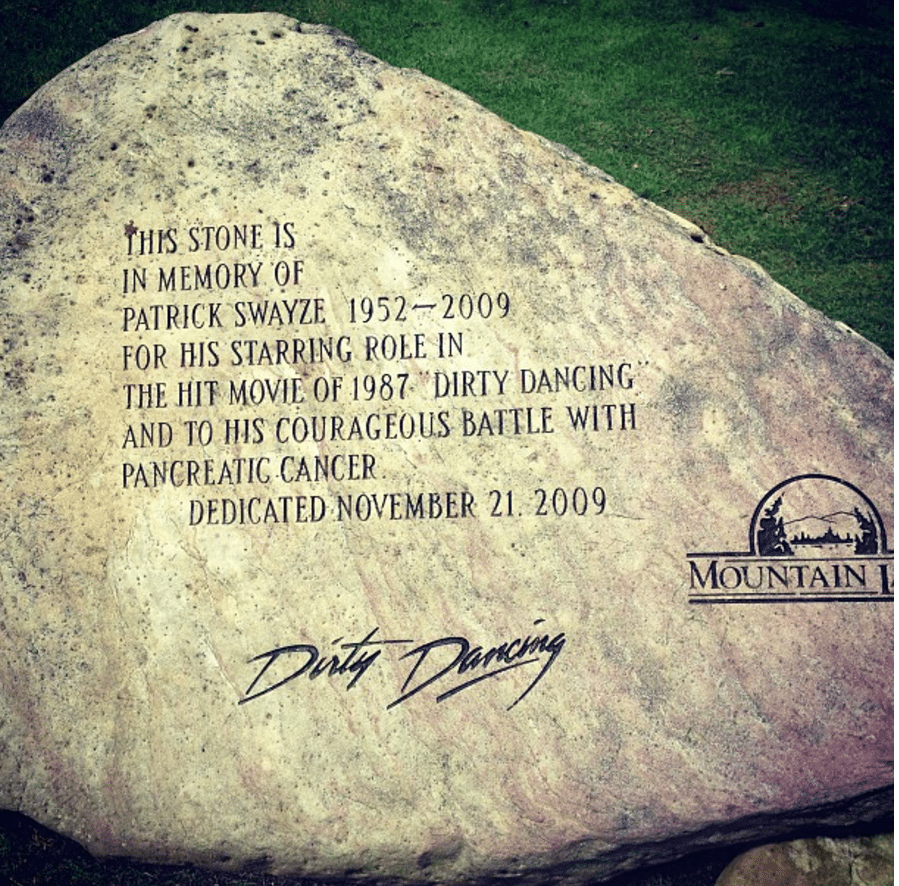 THIS STONE IS
IN MEMORY OF
PATRICK SWAYZE 1952—2009
FOR HIS STARRING ROLE IN
THE HIT MOVIE OF 1987 "DIRTY DANCING"
AND TO HIS COURAGEOUS BATTLE WITH
PANCREATIC CANCER.
DEDICATED NOVEMBER 21, 2009
MOUNTAIN
Dirty Dancing